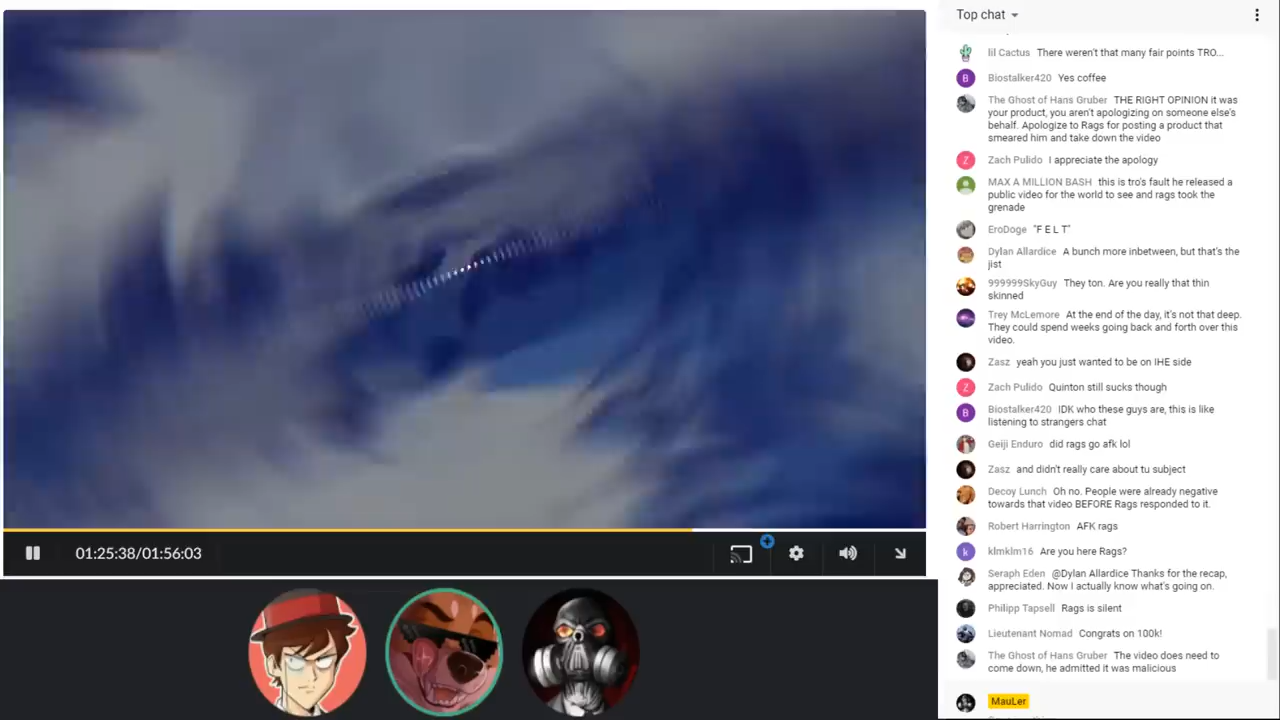 Top chat
lil Cactus There weren't that many fair points TRO...
B Biostalker420 Yes coffee
The Ghost of Hans Gruber THE RIGHT OPINION it was
your product, you aren't apologizing on someone else's
behalf. Apologize to Rags for posting a product that
smeared him and take down the video
Z Zach Pulido I appreciate the apology
MAX A MILLION BASH this is tro's fault he released a
public video for the world to see and rags took the
grenade
EroDoge "F E L T"
Dylan Allardice A bunch more inbetween, but that's the
jist
999999SkyGuy They ton. Are you really that thin
skinned
Trey McLemore At the end of the day, it's not that deep.
They could spend weeks going back and forth over this
video.
Zasz yeah you just wanted to be on IHE side
Z Zach Pulido Quinton still sucks though
B Biostalker420 IDK who these guys are, this is like
listening to strangers chat
Geiji Enduro did rags go afk lol
Zasz and didn't really care about tu subject
Decoy Lunch Oh no. People were already negative
towards that video BEFORE Rags responded to it.
Robert Harrington AFK rags
k klmklm16 Are you here Rags?
Seraph Eden @Dylan Allardice Thanks for the recap,
appreciated. Now I actually know what's going on.
Philipp Tapsell Rags is silent
Lieutenant Nomad Congrats on 100k!
The Ghost of Hans Gruber The video does need to
come down, he admitted it was malicious
MauLer
01:25:38/01:56:03